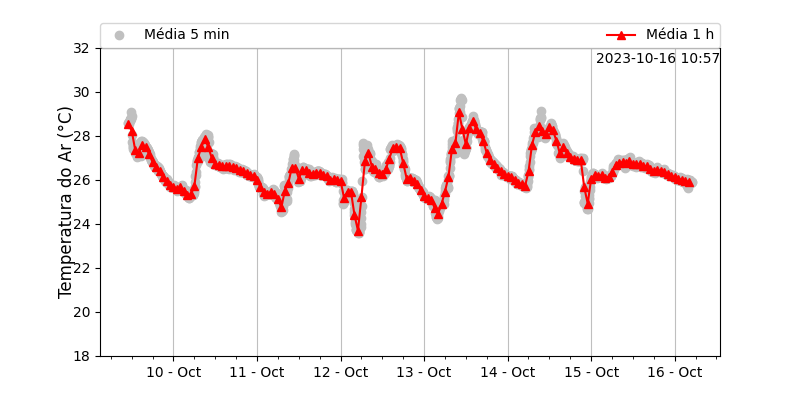 Média 5 min
Média 1 h
2023-10-16 10:57
Temperatura do Ar (°C)
32
30
28
26
24
22
20
18
10 - Oct
11 - Oct
12 - Oct
13 - Oct
14 - Oct
15 - Oct
16 - Oct